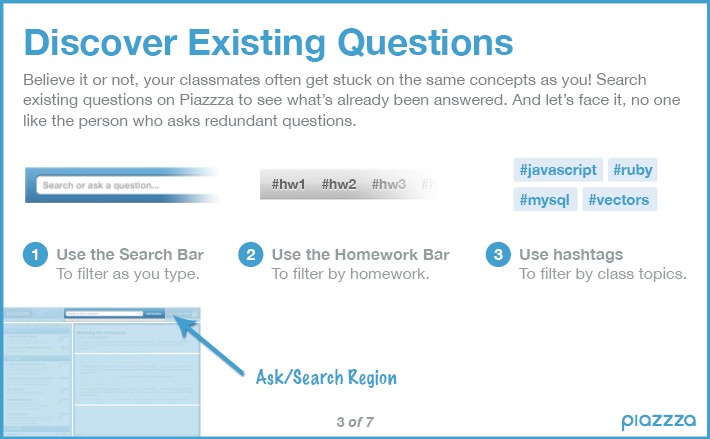 Discover Existing Questions
Believe it or not, your classmates often get stuck on the same concepts as you! Search
existing questions on Piazzza to see what's already been answered. And let's face it, no one
like the person who asks redundant questions.
Search or ask a question...
#hw1 #hw2 #hw3
#javascript #ruby
#mysql #vectors
1 Use the Search Bar
To filter as you type.
2 Use the Homework Bar
To filter by homework.
3 Use hashtags
To filter by class topics.
Ask/Search Region
3 of 7
piazzza